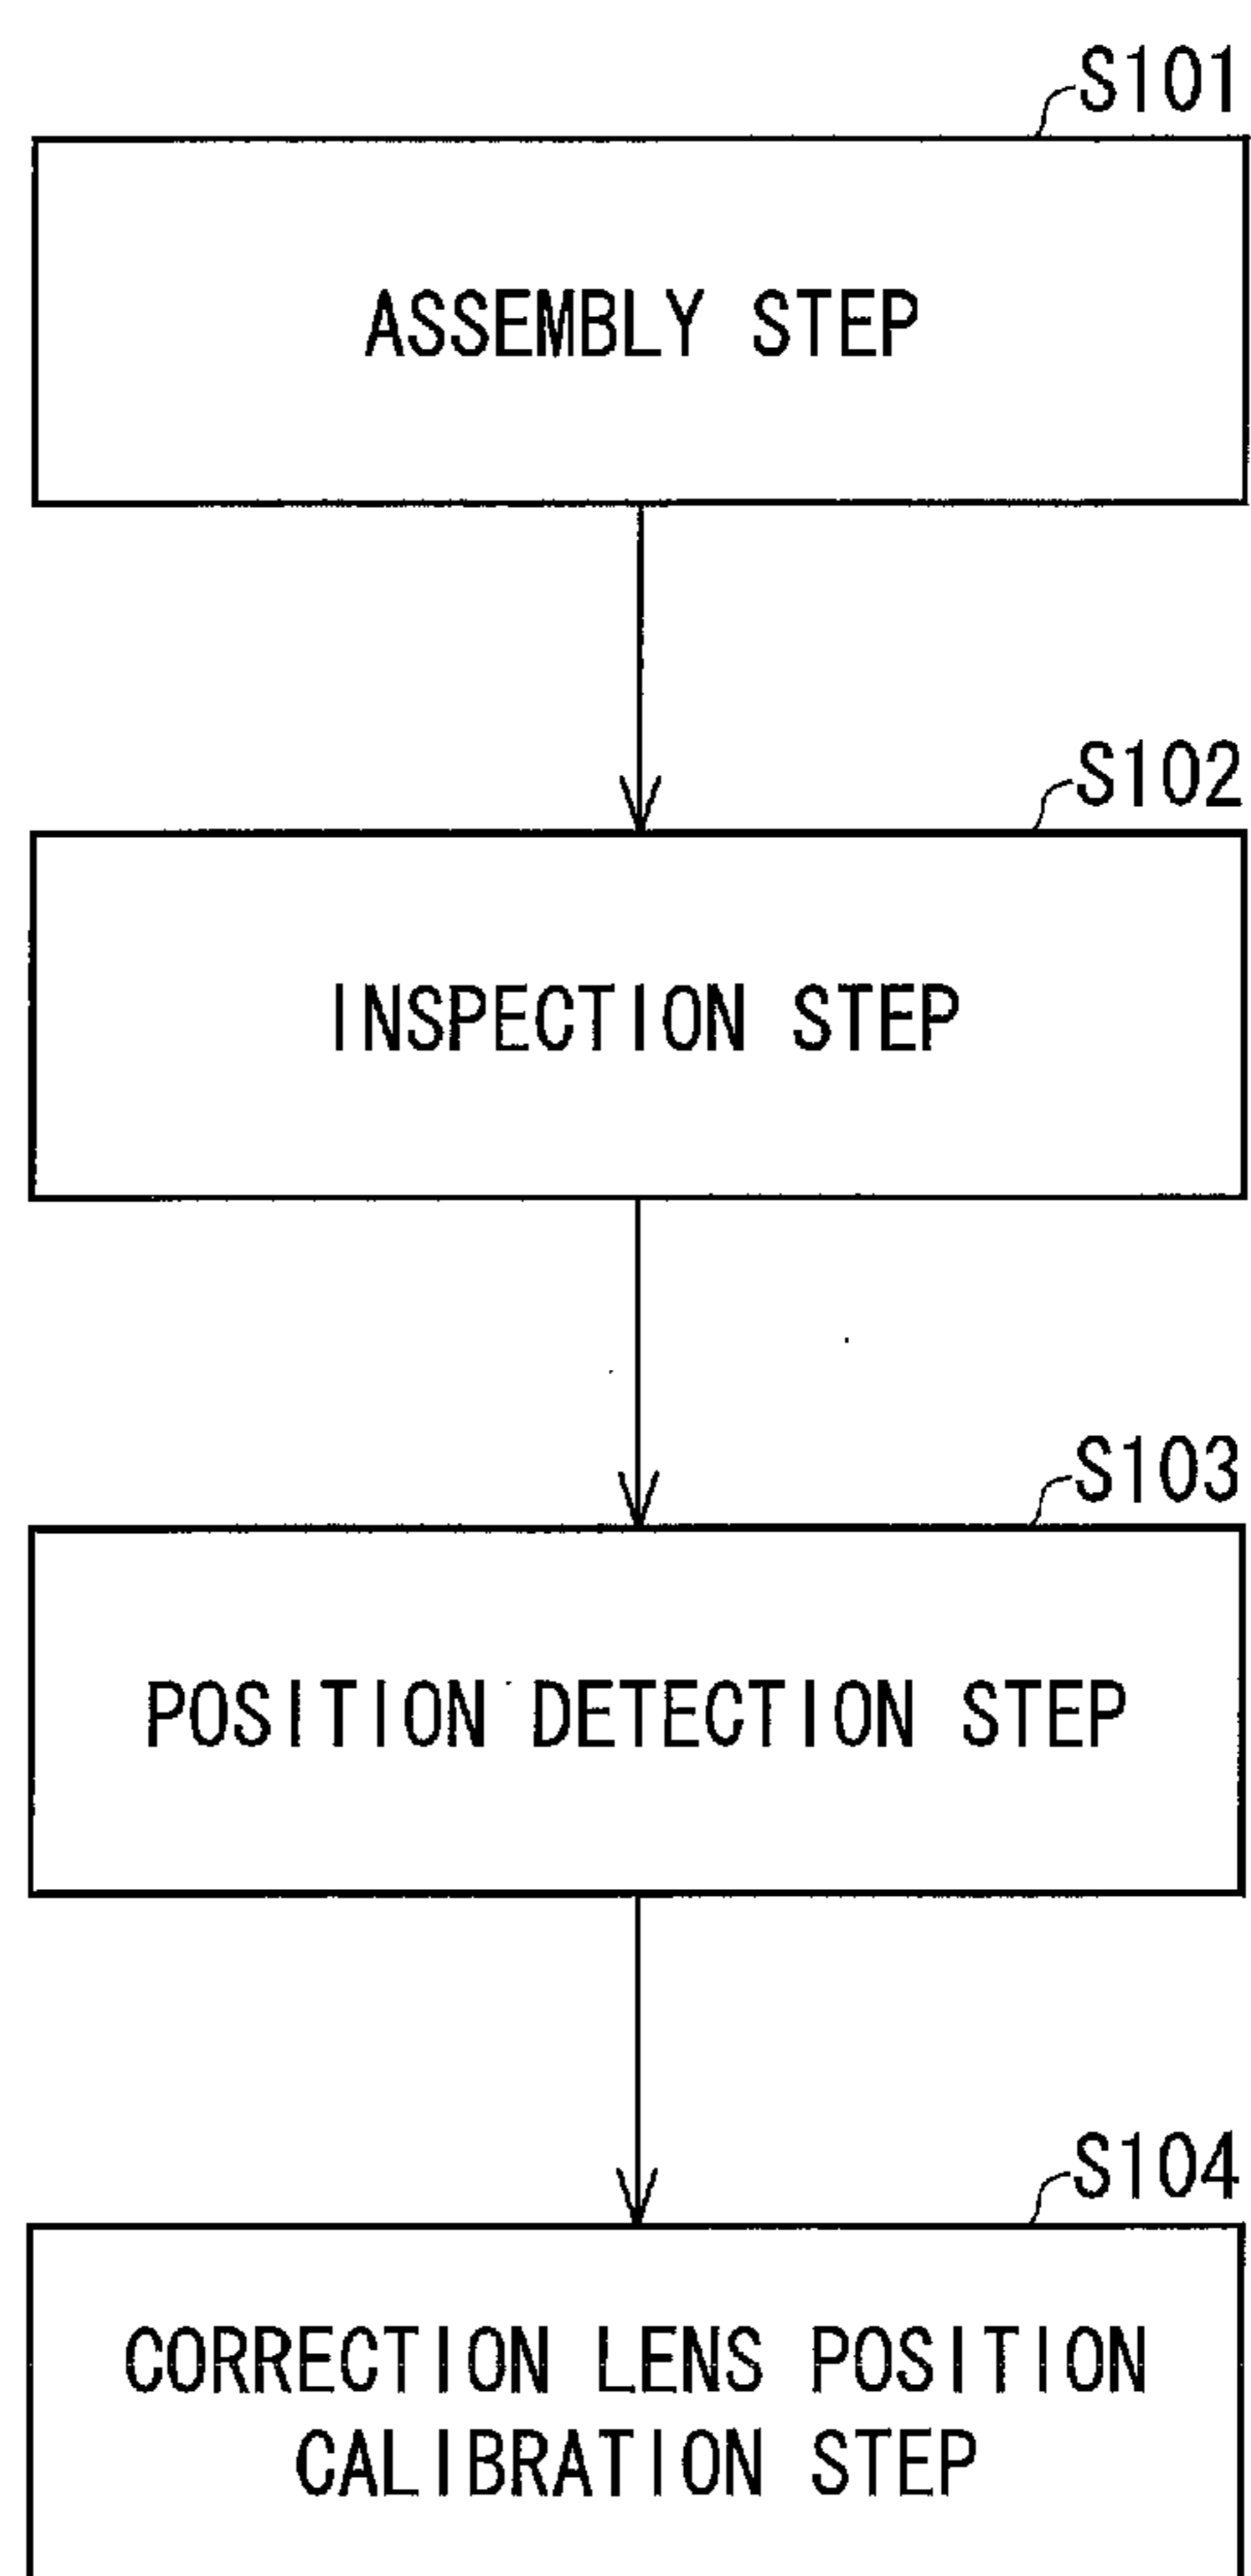 S101
ASSEMBLY STEP
S102
INSPECTION STEP
S103
POSITION DETECTION STEP
S104
CORRECTION LENS POSITION
CALIBRATION STEP